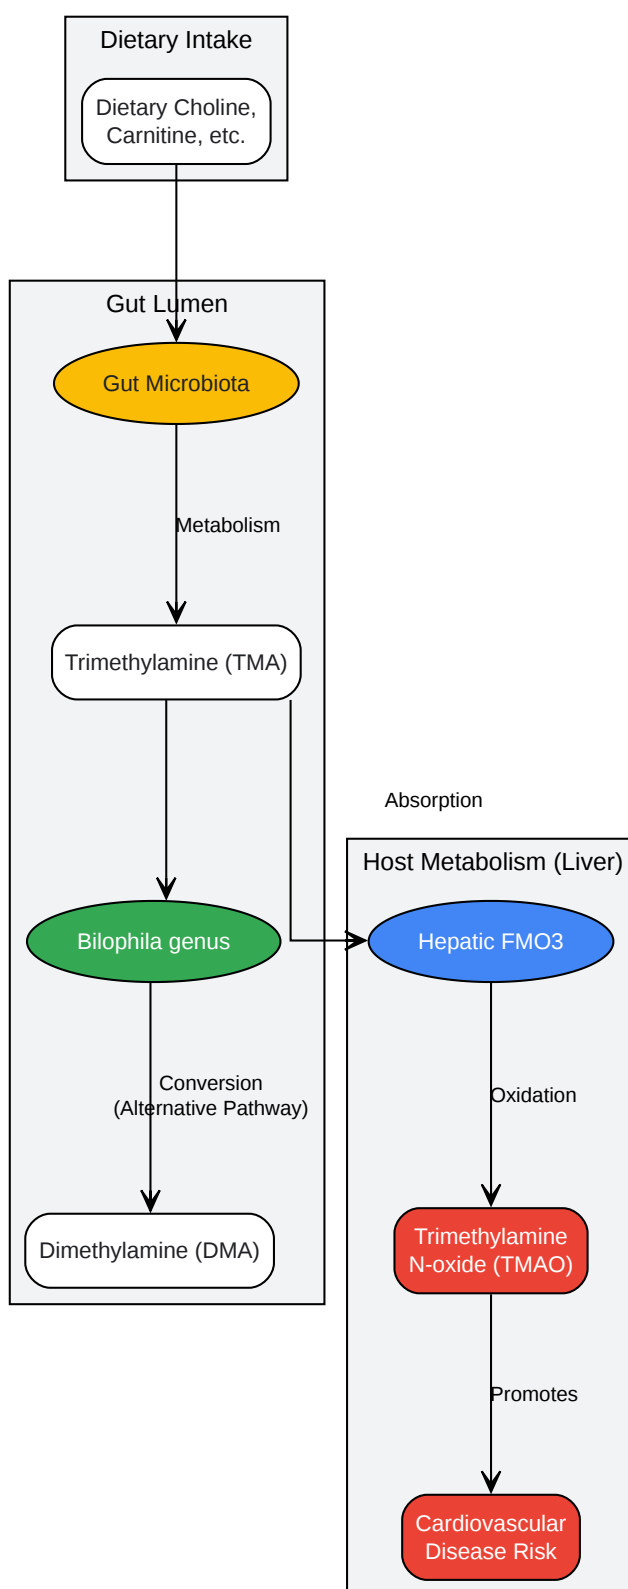 Dietary Intake
Dietary Choline,
Carnitine, etc.
Gut Lumen
Gut Microbiota
Metabolism
Trimethylamine (TMA)
Absorption
Host Metabolism (Liver)
Bilophila genus
Hepatic FMO3
Conversion
(Alternative Pathway)
Oxidation
Dimethylamine (DMA)
Trimethylamine
N-oxide (TMAO)
Promotes
Cardiovascular
Disease Risk